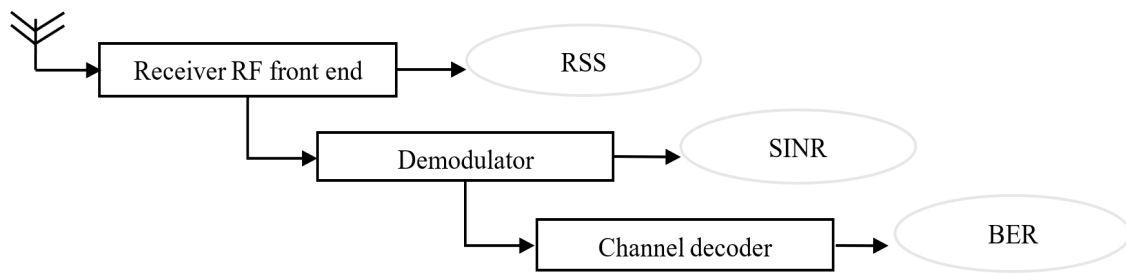 Receiver RF front end
RSS
Demodulator
SINR
Channel decoder
BER